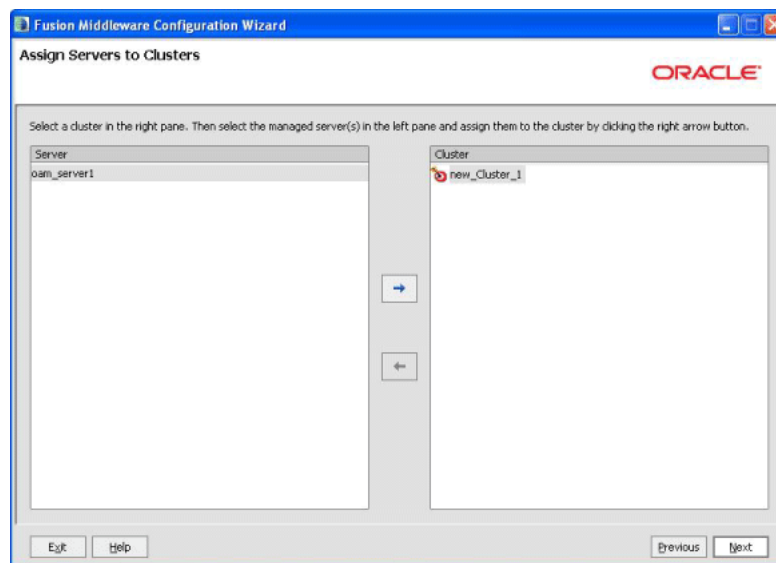 Fusion Middleware Configuration Wizard
Assign Servers to Clusters
ORACLE
Select a cluster in the right pane. Then select the managed server(s) in the left pane and assign them to the cluster by clicking the right arrow button.
Server
Cluster
oam_server1
new_Cluster_1
Exit Help Previous Next